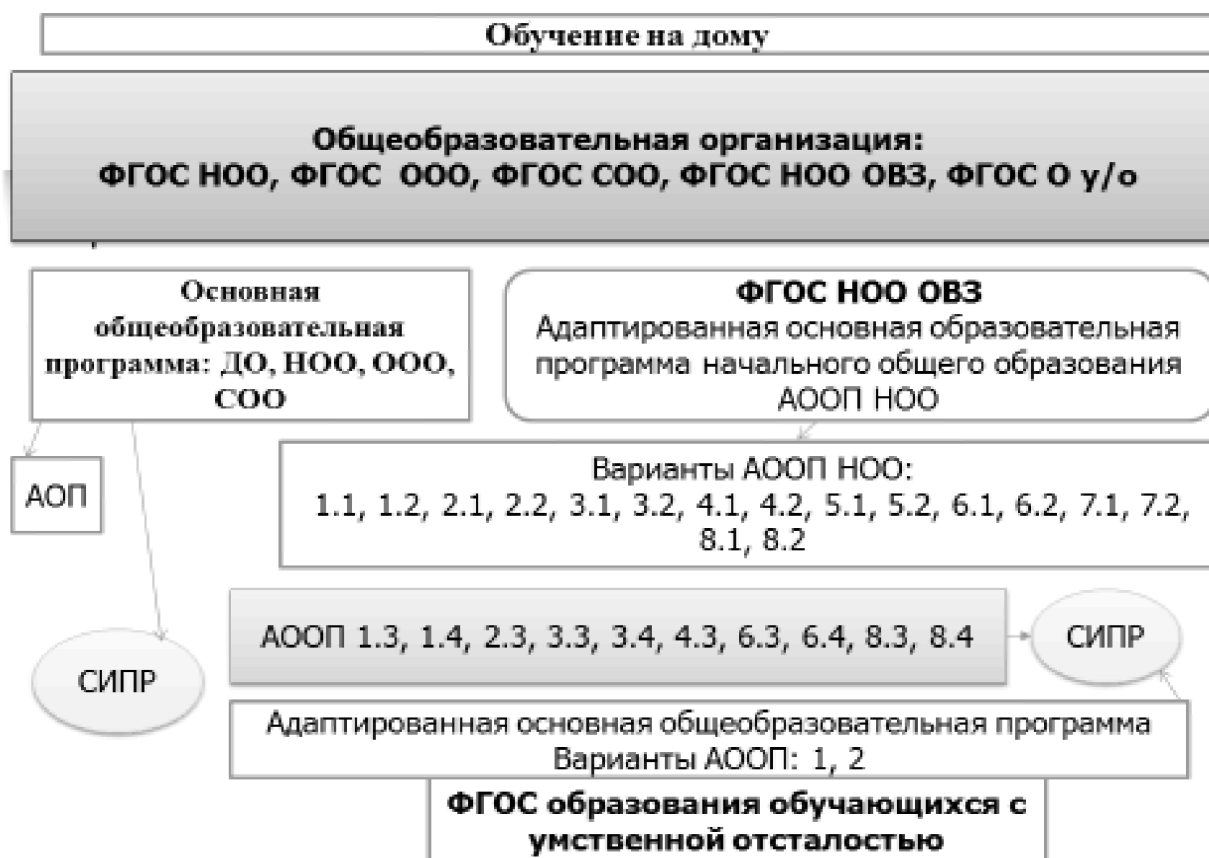 Обучение на дому
Общеобразовательная организация:
ФГОС НОО, ФГОС ООО, ФГОС СОО, ФГОС НОО ОВЗ, ФГОС О у/о
Основная
общеобразовательная
программа: ДО, НОО, ООО,
СОО
ФГОС НОО ОВЗ
Адаптированная основная образовательная
программа начального общего образования
АООП НОО
АОП
Варианты АООП НОО:
1.1, 1.2, 2.1, 2.2, 3.1, 3.2, 4.1, 4.2, 5.1, 5.2, 6.1, 6.2, 7.1, 7.2,
8.1, 8.2
СИПР
АООП 1.3, 1.4, 2.3, 3.3, 3.4, 4.3, 6.3, 6.4, 8.3, 8.4
СИПР
Адаптированная основная общеобразовательная программа
Варианты АООП: 1, 2
ФГОС образования обучающихся с
умственной отсталостью